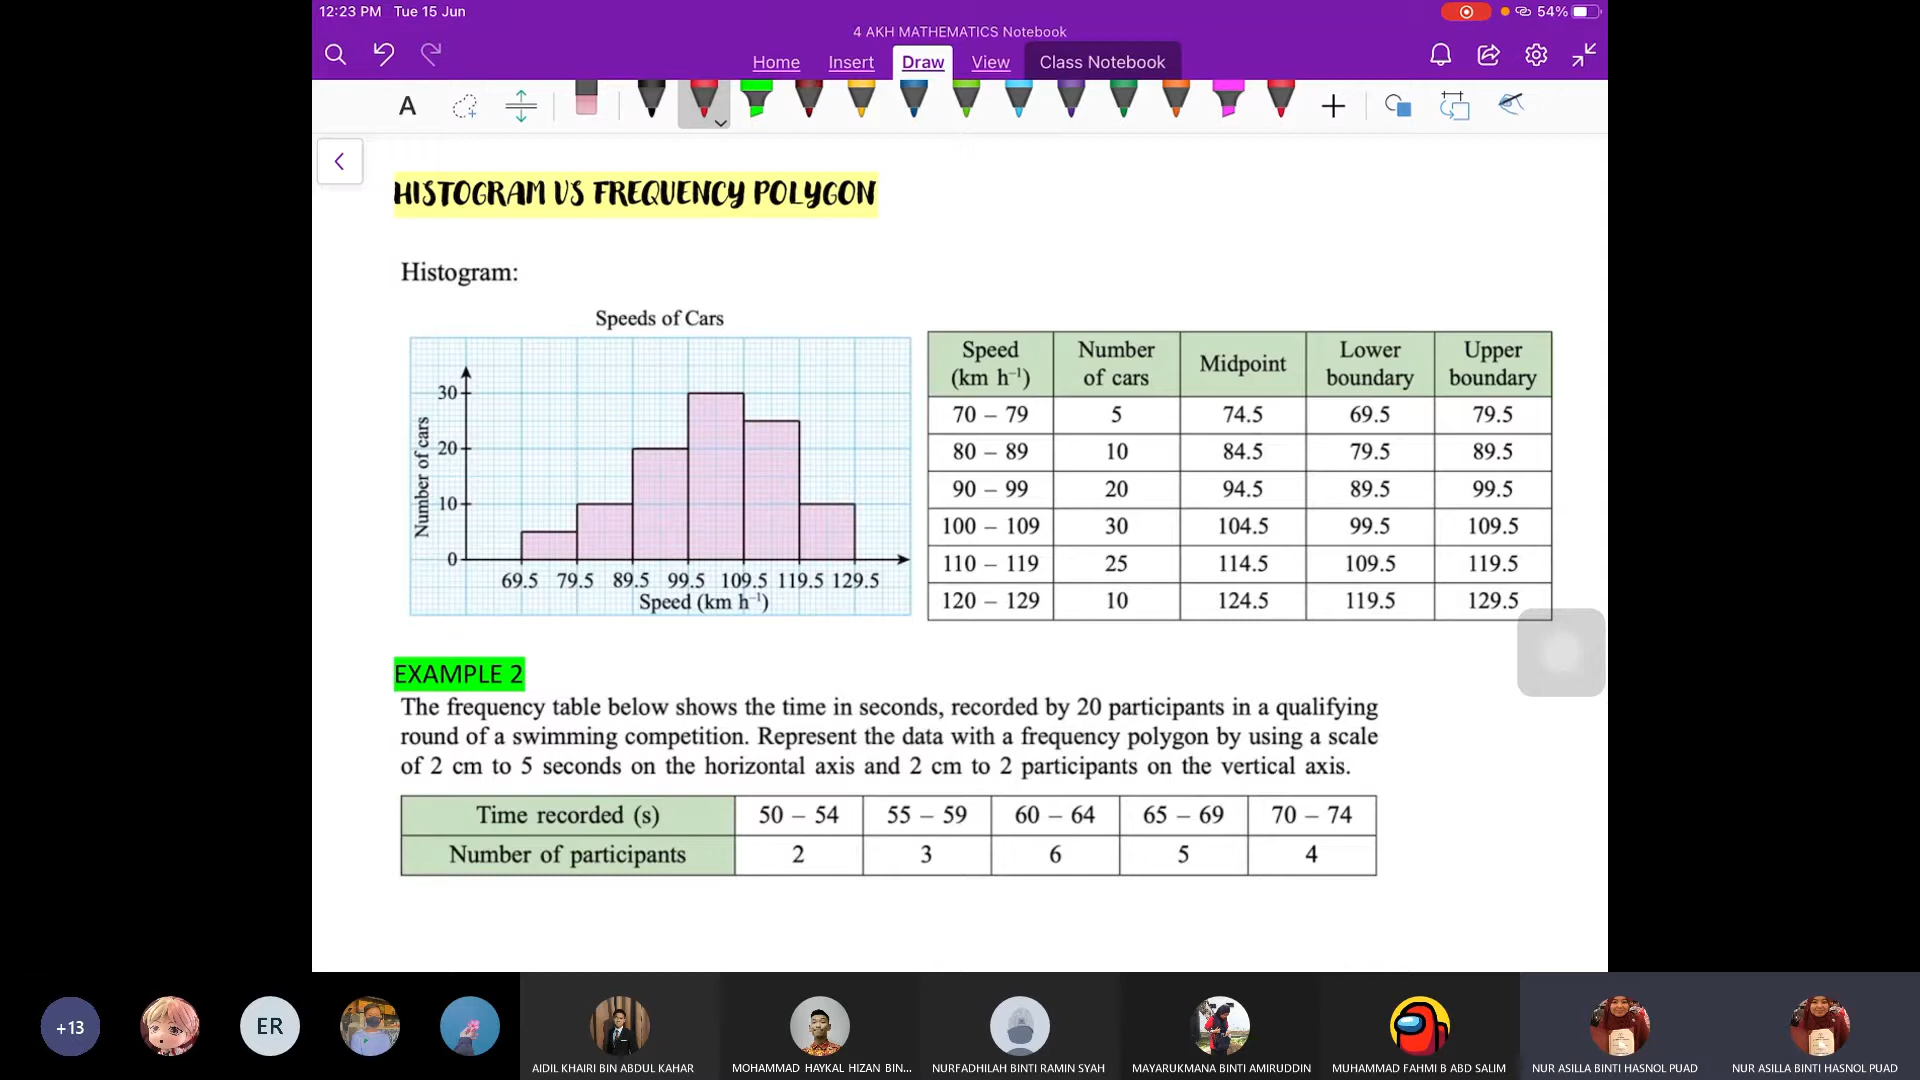 12:23 PM Tue 15 Jun
54%
4 AKH MATHEMATICS Notebook
Home Insert Draw View Class Notebook
A
HISTOGRAM VS FREQUENCY POLYGON
Histogram:
Speeds of Cars
Number of cars
30
20
10
0
69.5 79.5 89.5 99.5 109.5 119.5 129.5
Speed (km h⁻¹)
Speed (km h⁻¹) Number of cars Midpoint Lower boundary Upper boundary
70 – 79 5 74.5 69.5 79.5
80 – 89 10 84.5 79.5 89.5
90 – 99 20 94.5 89.5 99.5
100 – 109 30 104.5 99.5 109.5
110 – 119 25 114.5 109.5 119.5
120 – 129 10 124.5 119.5 129.5
EXAMPLE 2
The frequency table below shows the time in seconds, recorded by 20 participants in a qualifying
round of a swimming competition. Represent the data with a frequency polygon by using a scale
of 2 cm to 5 seconds on the horizontal axis and 2 cm to 2 participants on the vertical axis.
Time recorded (s) 50 – 54 55 – 59 60 – 64 65 – 69 70 – 74
Number of participants 2 3 6 5 4
+13
ER
AIDIL KHAIRI BIN ABDUL KAHAR
MOHAMMAD HAYKAL HIZAN BIN...
NURFADHILAH BINTI RAMIN SYAH
MAYARUKMANA BINTI AMIRUDDIN
MUHAMMAD FAHMI B ABD SALIM
NUR ASILLA BINTI HASNOL PUAD
NUR ASILLA BINTI HASNOL PUAD